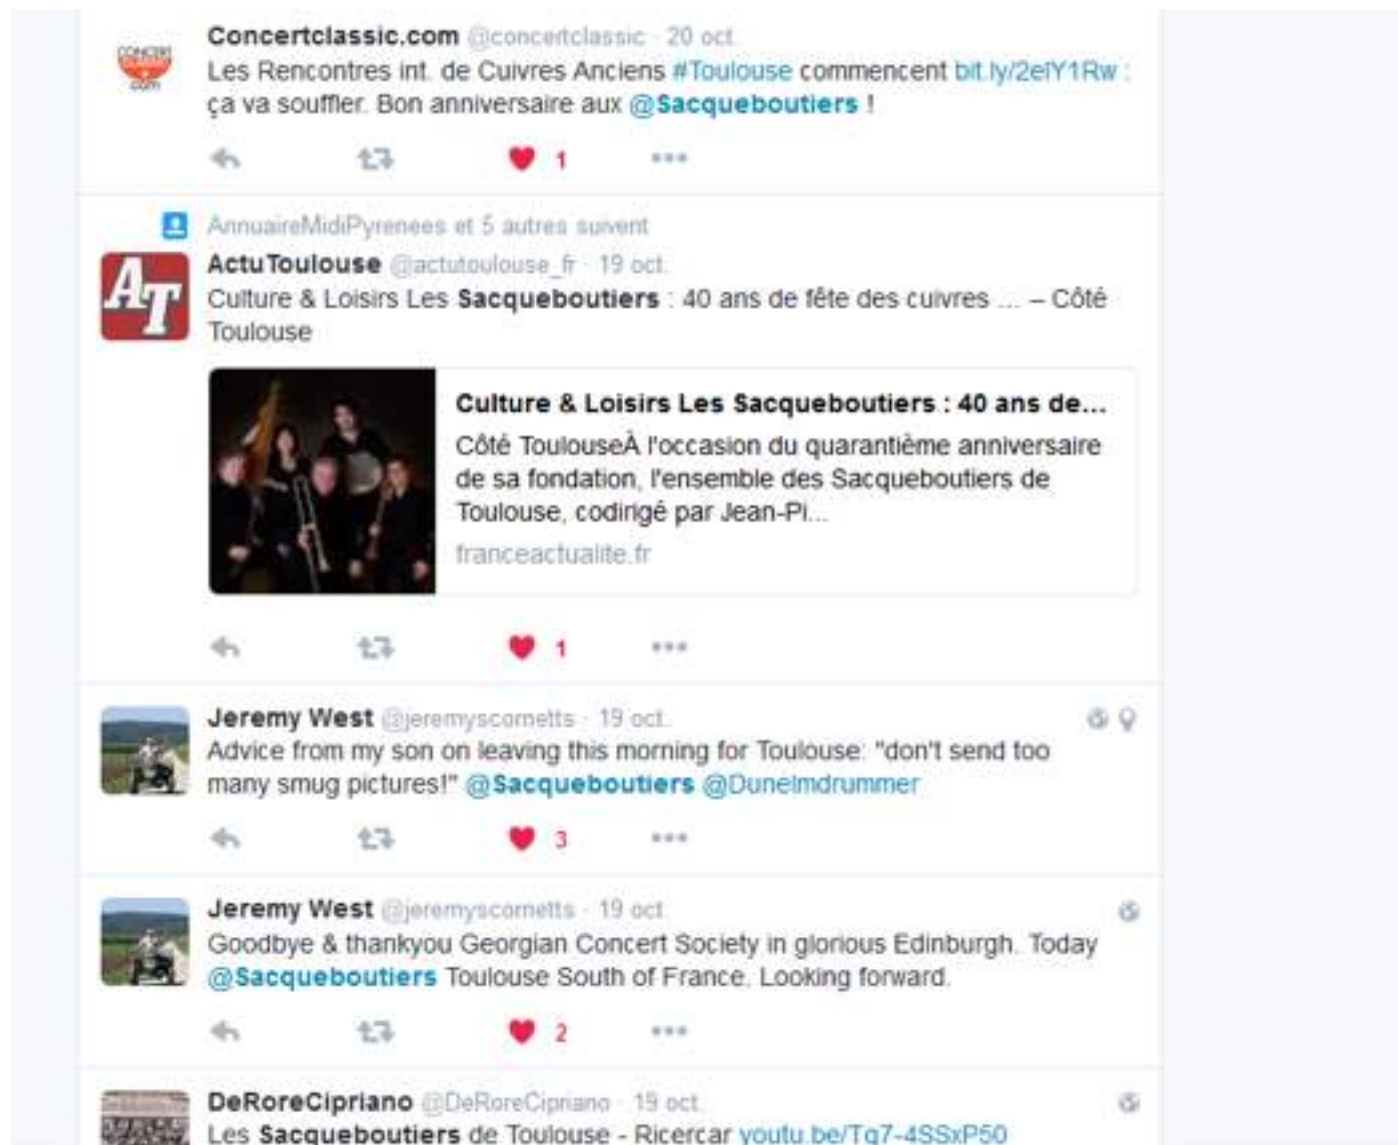 Concertclassic.com @concertclassic · 20 oct.
Les Rencontres int. de Cuivres Anciens #Toulouse commencent bit.ly/2efY1Rw :
ça va souffler. Bon anniversaire aux @Sacqueboutiers !
CONCERT
.com
1
AnnuaireMidiPyrenees et 5 autres suivent
ActuToulouse @actutoulouse_fr · 19 oct.
AT
Culture & Loisirs Les Sacqueboutiers : 40 ans de fête des cuivres ... – Côté
Toulouse
Culture & Loisirs Les Sacqueboutiers : 40 ans de...
Côté ToulouseÀ l'occasion du quarantième anniversaire
de sa fondation, l'ensemble des Sacqueboutiers de
Toulouse, codirigé par Jean-Pi...
franceactualite.fr
1
Jeremy West @jeremyscornetts · 19 oct.
Advice from my son on leaving this morning for Toulouse: "don't send too
many smug pictures!" @Sacqueboutiers @Dunelmdrummer
3
Jeremy West @jeremyscornetts · 19 oct.
Goodbye & thankyou Georgian Concert Society in glorious Edinburgh. Today
@Sacqueboutiers Toulouse South of France. Looking forward.
2
DeRoreCipriano @DeRoreCipriano · 19 oct.
Les Sacqueboutiers de Toulouse - Ricercar youtu.be/Tq7-4SSxP50